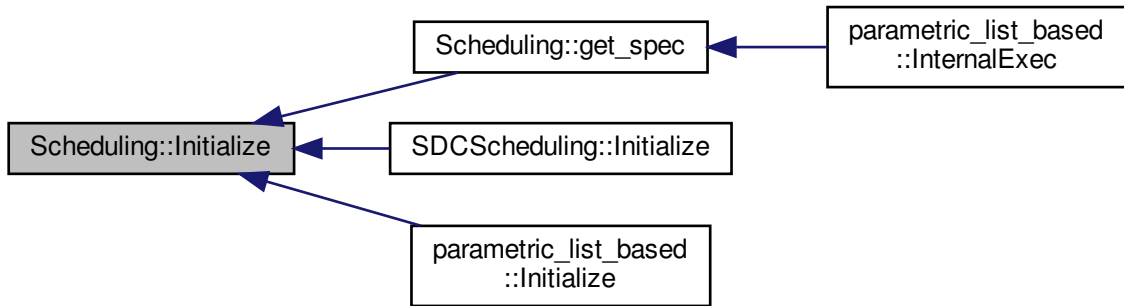 Scheduling::get_spec
parametric_list_based
::InternalExec
Scheduling::Initialize
SDCScheduling::Initialize
parametric_list_based
::Initialize